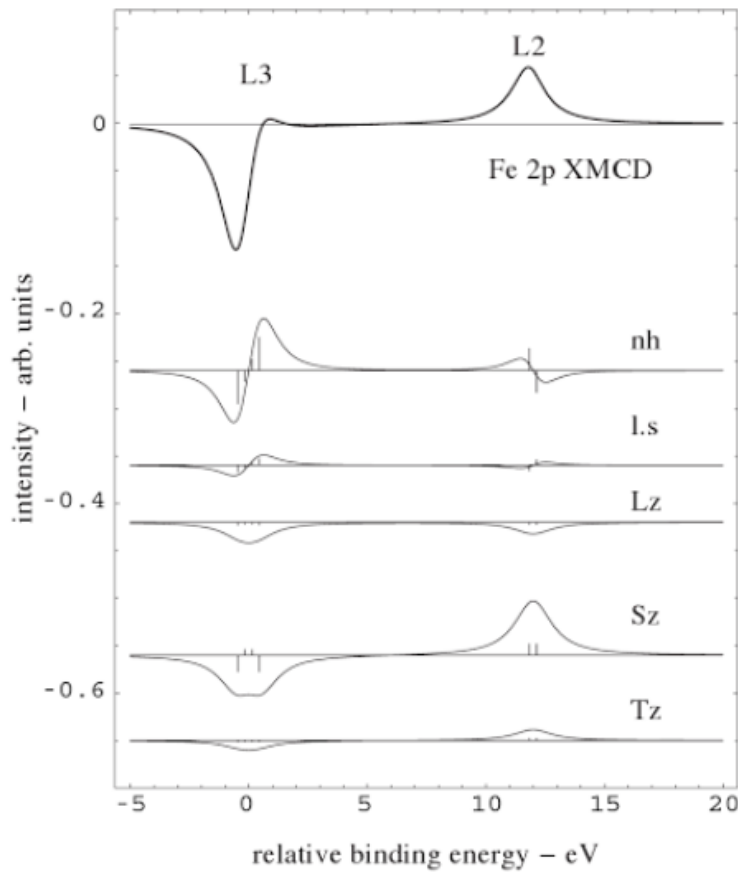 L3
L2
0
Fe 2p XMCD
-0.2
nh
l.s
-0.4
Lz
Sz
-0.6
Tz
-5 0 5 10 15 20
relative binding energy – eV
intensity – arb. units